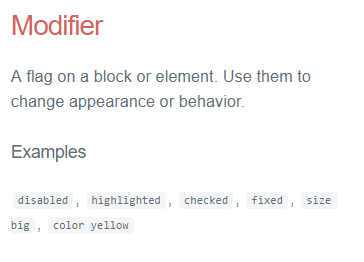 Modifier
A flag on a block or element. Use them to
change appearance or behavior.
Examples
disabled , highlighted , checked , fixed , size
big , color yellow